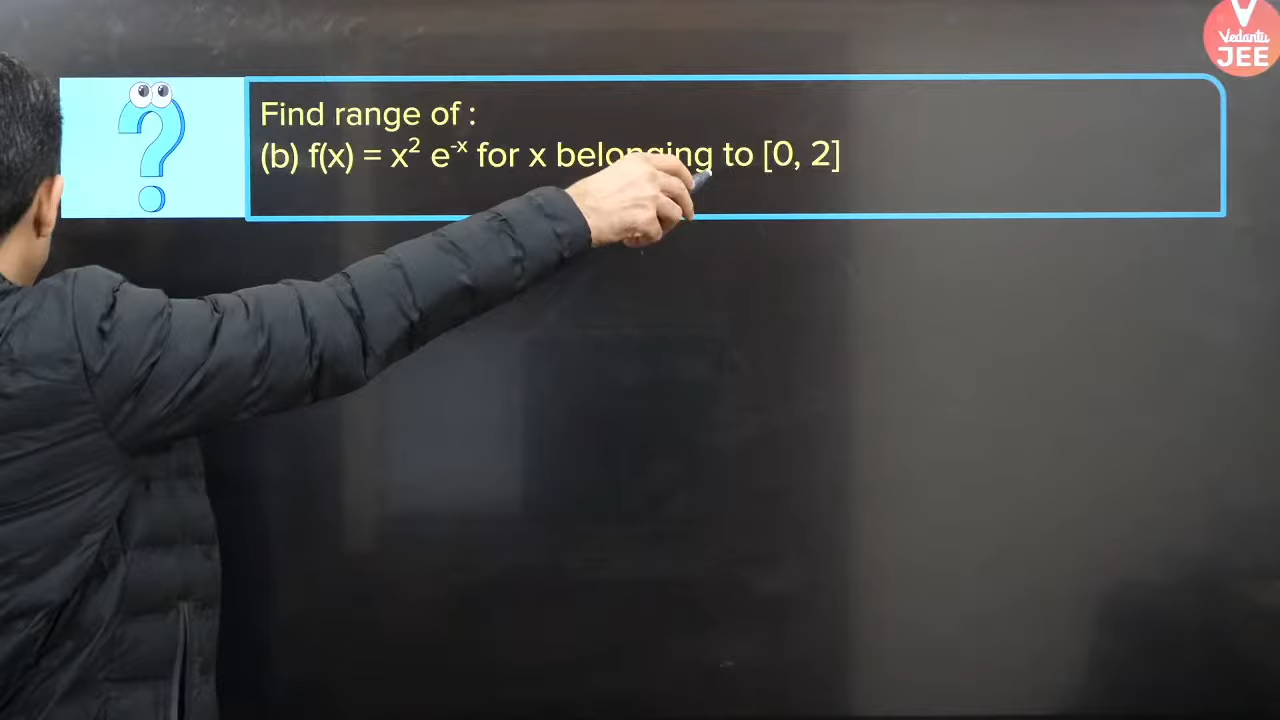 Vedantu
JEE
Find range of :
(b) f(x) = x² e⁻ˣ for x belonging to [0, 2]